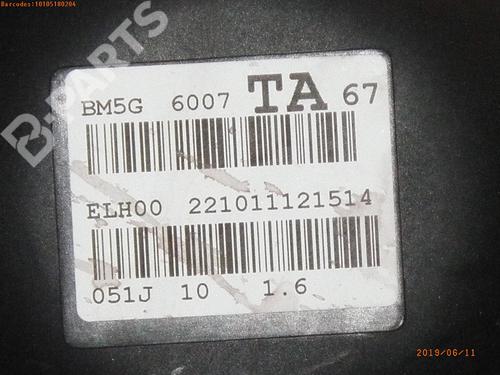 Barcodes:10105180204
B-PARTS
BM5G 6007 TA 67
ELH00 221011121514
051J 10 1.6
2019/06/11